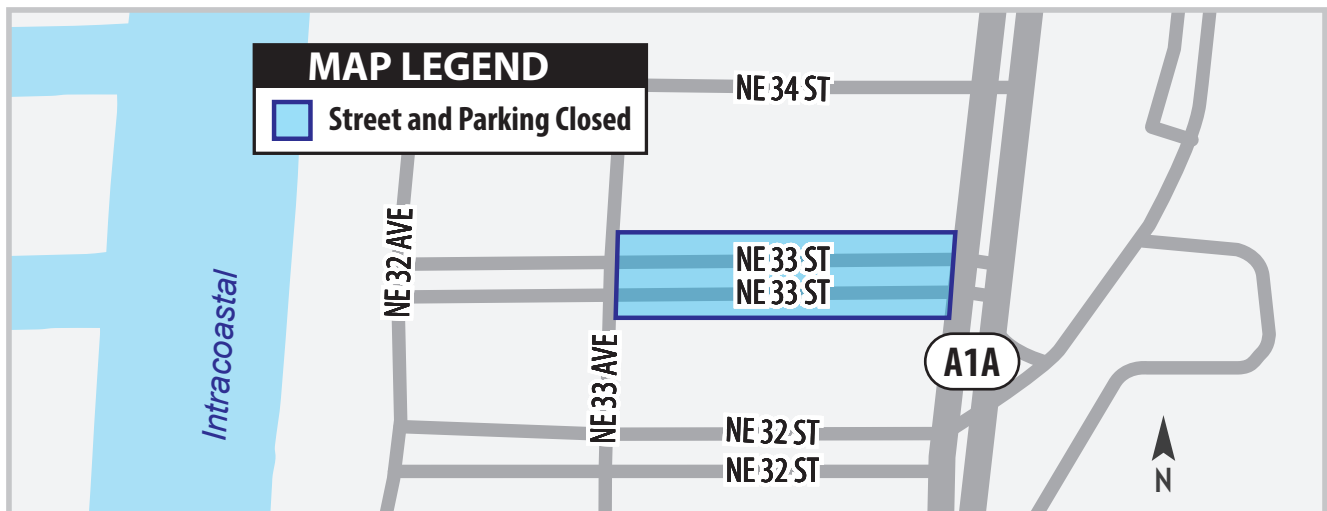 MAP LEGEND
Street and Parking Closed
NE 34 ST
NE 32 AVE
NE 33 ST
NE 33 ST
Intracoastal
NE 33 AVE
A1A
NE 32 ST
NE 32 ST
N